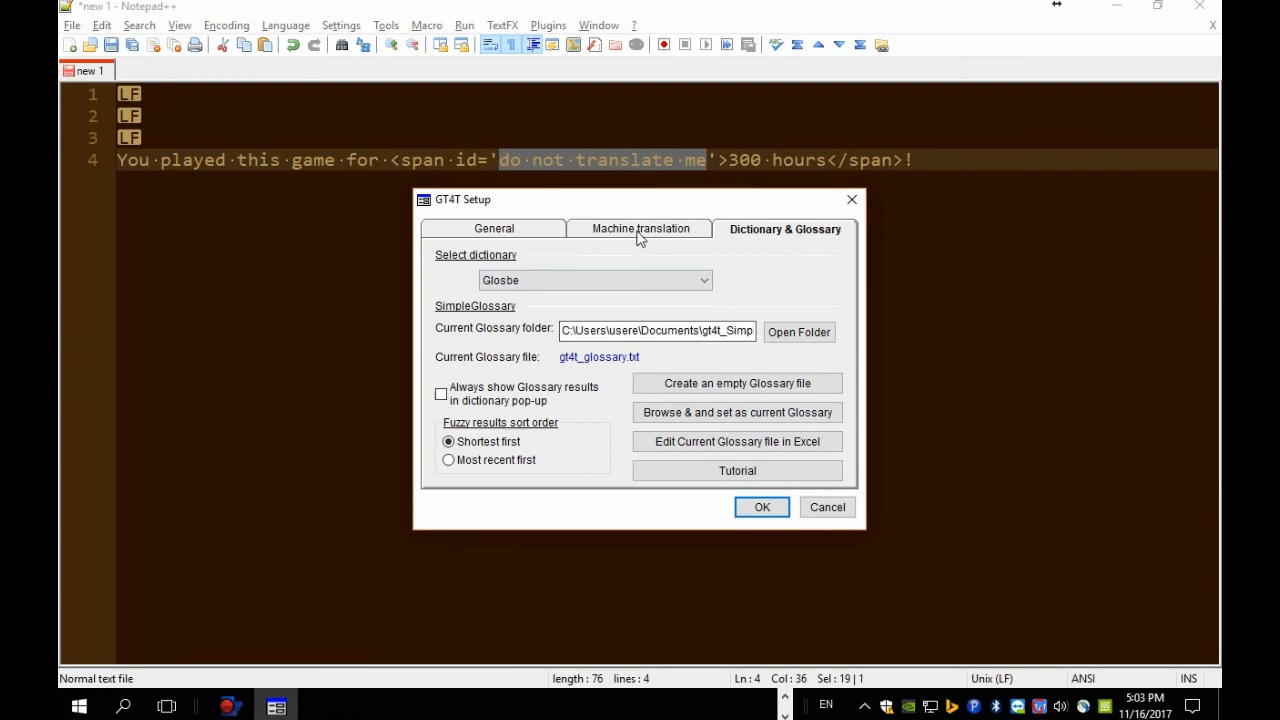 *new 1 - Notepad++
File Edit Search View Encoding Language Settings Tools Macro Run TextFX Plugins Window ? X
new 1
1 LF
2 LF
3 LF
4 You·played·this·game·for·<span·id='do·not·translate·me'>300·hours</span>!
GT4T Setup
General Machine translation Dictionary & Glossary
Select dictionary
Glosbe
SimpleGlossary
Current Glossary folder: C:\Users\usere\Documents\gt4t_Simp Open Folder
Current Glossary file: gt4t_glossary.txt
Always show Glossary results
in dictionary pop-up
Create an empty Glossary file
Browse & and set as current Glossary
Fuzzy results sort order
Shortest first
Most recent first
Edit Current Glossary file in Excel
Tutorial
OK Cancel
Normal text file length : 76 lines : 4 Ln : 4 Col : 36 Sel : 19 | 1 Unix (LF) ANSI INS
EN 5:03 PM
11/16/2017